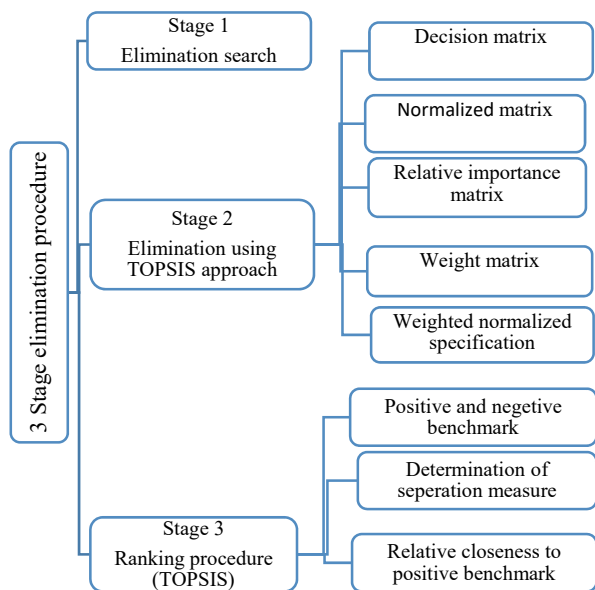 3 Stage elimination procedure
Stage 1
Elimination search
Stage 2
Elimination using
TOPSIS approach
Decision matrix
Normalized matrix
Relative importance
matrix
Weight matrix
Weighted normalized
specification
Stage 3
Ranking procedure
(TOPSIS)
Positive and negetive
benchmark
Determination of
seperation measure
Relative closeness to
positive benchmark